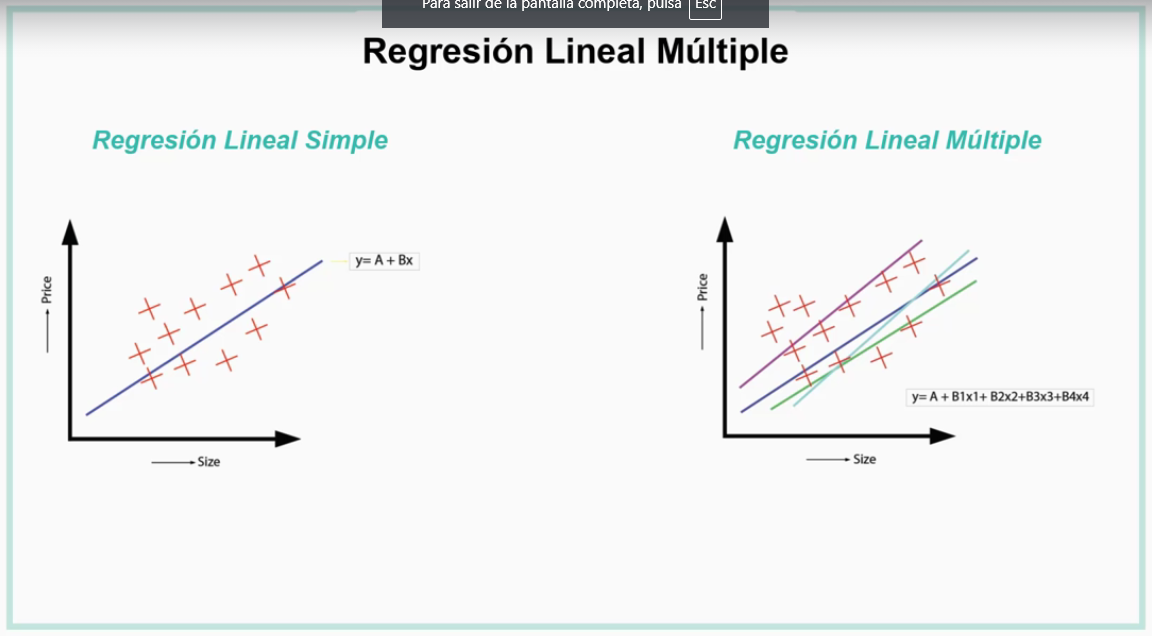 Para salir de la pantalla completa, pulsa Esc
Regresión Lineal Múltiple
Regresión Lineal Simple
Regresión Lineal Múltiple
Price
y= A + Bx
Size
Price
y= A + B1x1+ B2x2+B3x3+B4x4
Size